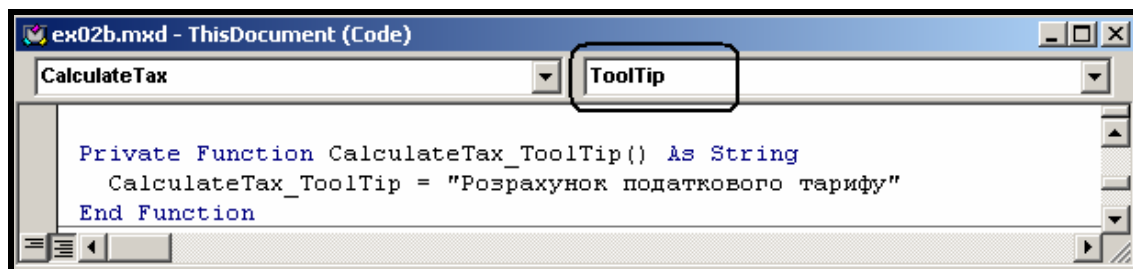 ex02b.mxd - ThisDocument (Code)
CalculateTax ToolTip
Private Function CalculateTax_ToolTip() As String
CalculateTax_ToolTip = "Розрахунок податкового тарифу"
End Function